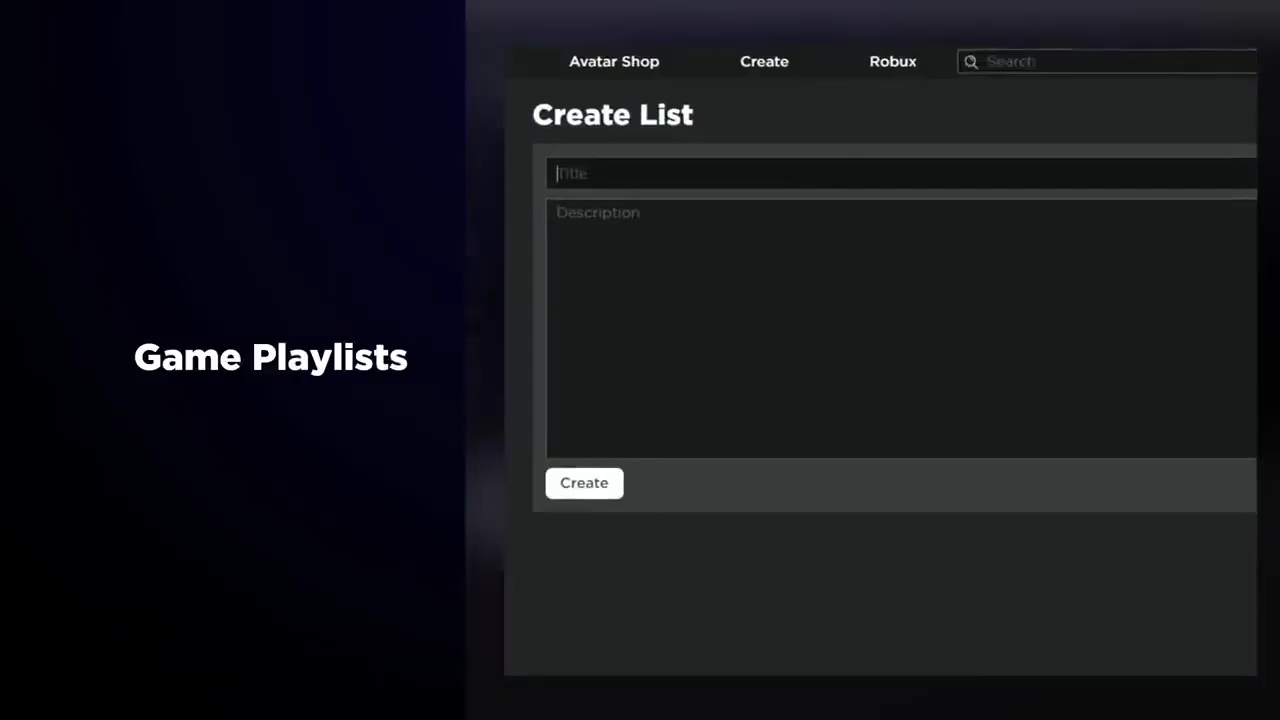 Game Playlists
Avatar Shop Create Robux Search
Create List
Title
Description
Create